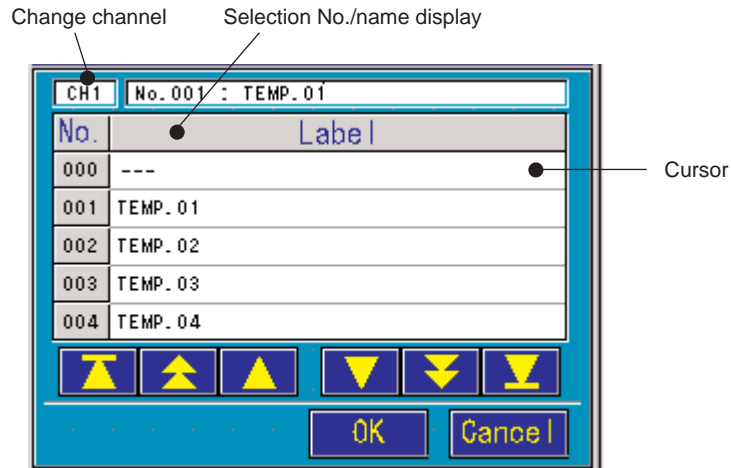 Change channel Selection No./name display
CH1 No.001 : TEMP.01
No. Label
000 ---
Cursor
001 TEMP.01
002 TEMP.02
003 TEMP.03
004 TEMP.04
OK Cancel